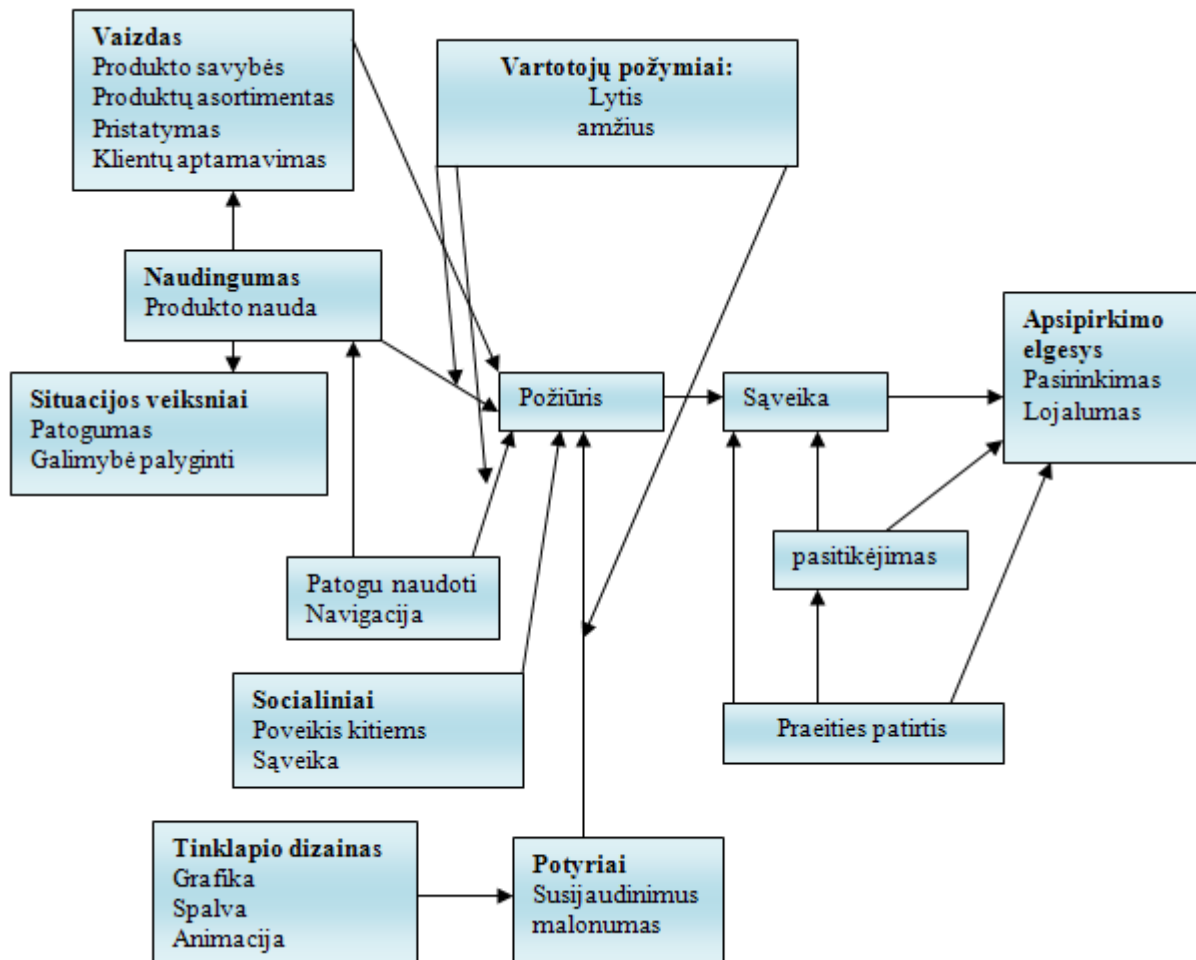 Vaizdas
Produkto savybės
Produktų asortimentas
Pristatymas
Klientų aptarnavimas
Vartotojų požymiai:
Lytis
amžius
Naudingumas
Produkto nauda
Situacijos veiksniai
Patogumas
Galimybė palyginti
Požiūris
Sąveika
Apsipirkimo
elgesys
Pasirinkimas
Lojalumas
pasitikėjimas
Patogu naudoti
Navigacija
Socialiniai
Poveikis kitiems
Sąveika
Praeities patirtis
Tinklapio dizainas
Grafika
Spalva
Animacija
Potyriai
Susijaudinimus
malonumas